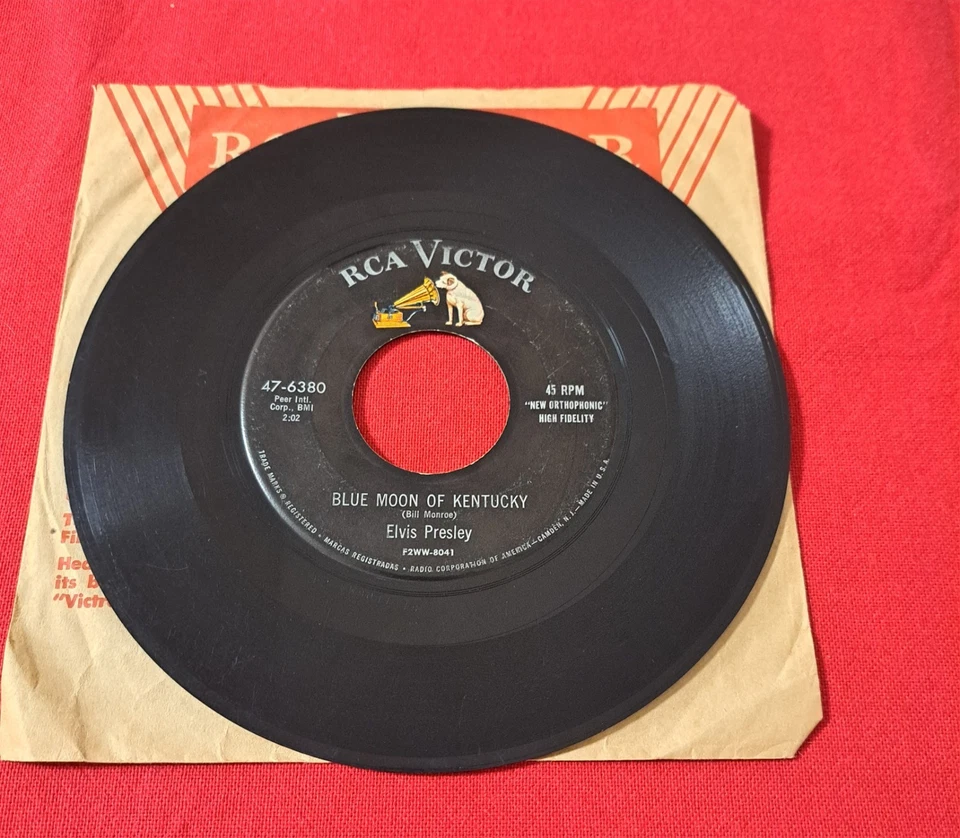 R R
RCA VICTOR
47-6380
Peer Intl.
Corp., BMI
2:02
45 RPM
"NEW ORTHOPHONIC"
HIGH FIDELITY
BLUE MOON OF KENTUCKY
(Bill Monroe)
Elvis Presley
F2WW-8041
TRADE MARKS ® REGISTERED • MARCAS REGISTRADAS • RADIO CORPORATION OF AMERICA—CAMDEN, N.J.—MADE IN U.S.A.
its